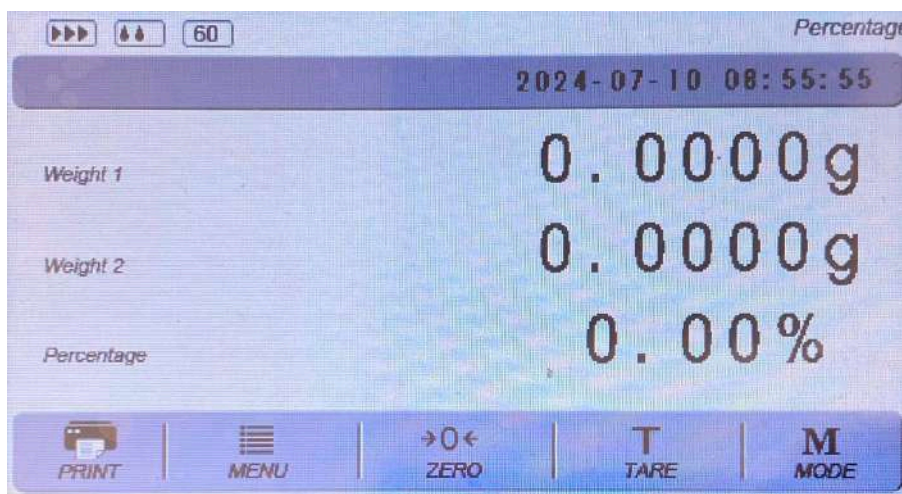 60 Percentage
2024-07-10 08:55:55
Weight 1 0.0000g
Weight 2 0.0000g
Percentage 0.00%
→0←
T
M
PRINT MENU ZERO TARE MODE